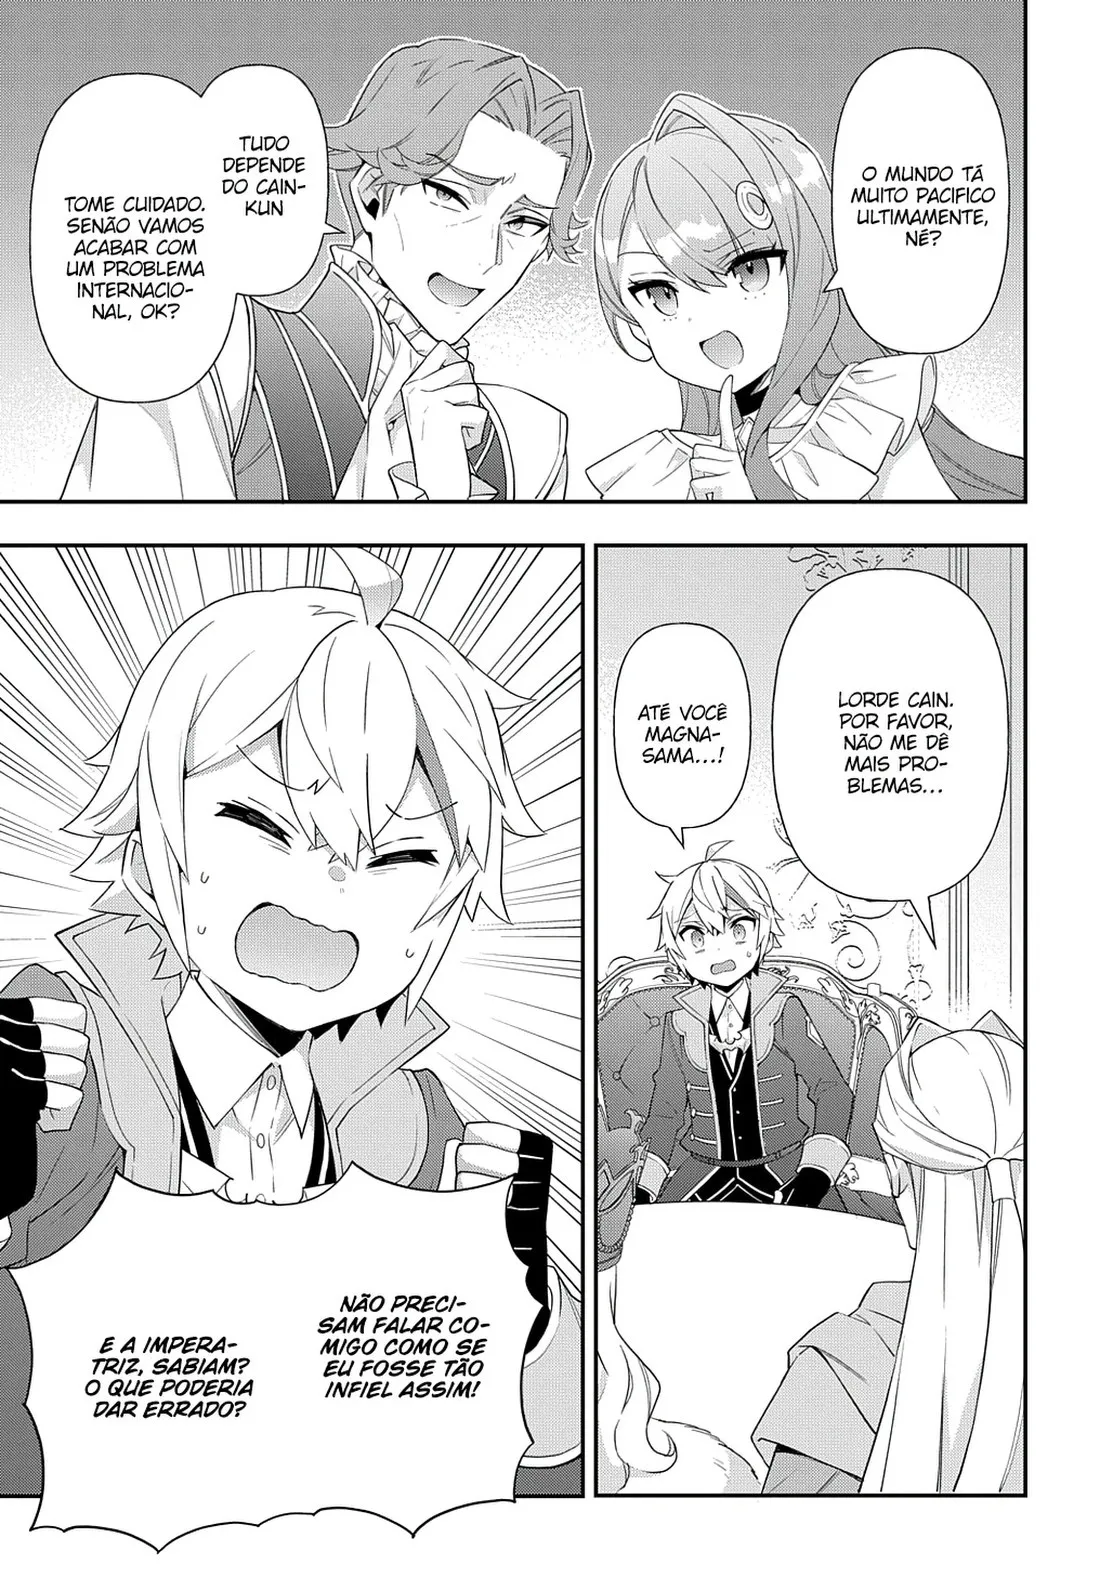 O MUNDO TÁ
MUITO PACIFICO
ULTIMAMENTE,
NÉ?
TUDO
DEPENDE
DO CAIN-
KUN
TOME CUIDADO.
SENÃO VAMOS
ACABAR COM
UM PROBLEMA
INTERNACIO-
NAL, OK?
LORDE CAIN.
POR FAVOR,
NÃO ME DÊ
MAIS PRO-
BLEMAS...
ATÉ VOCÊ
MAGNA-
SAMA...!
NÃO PRECI-
SAM FALAR CO-
MIGO COMO SE
EU FOSSE TÃO
INFIEL ASSIM!
E A IMPERA-
TRIZ, SABIAM?
O QUE PODERIA
DAR ERRADO?